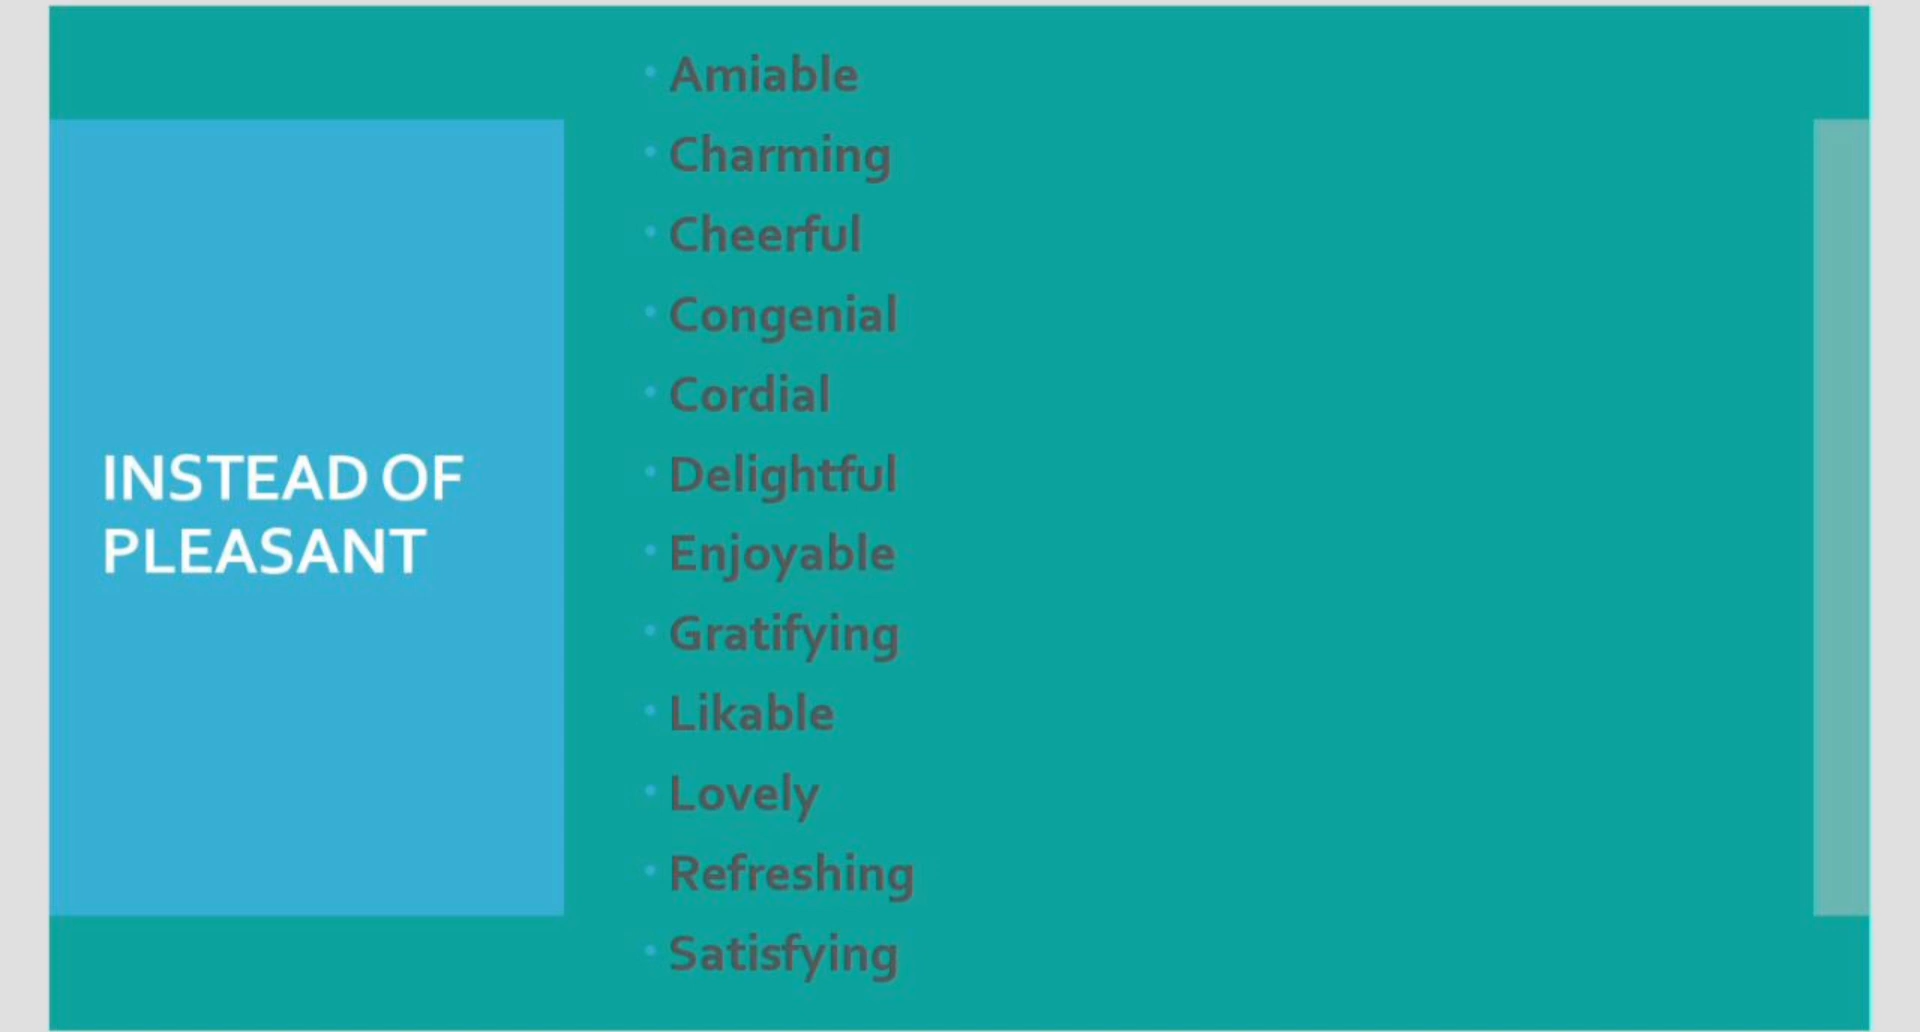 INSTEAD OF
PLEASANT
• Amiable
• Charming
• Cheerful
• Congenial
• Cordial
• Delightful
• Enjoyable
• Gratifying
• Likable
• Lovely
• Refreshing
• Satisfying